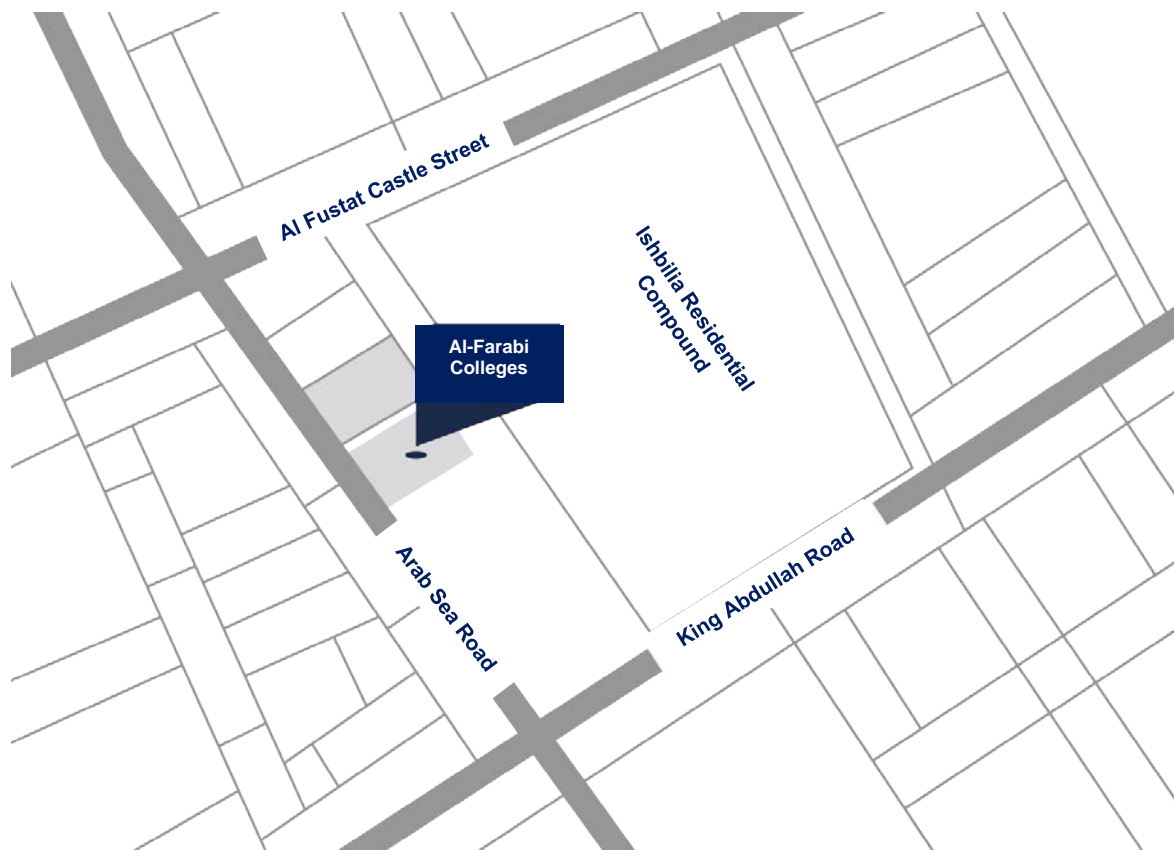 Al Fustat Castle Street
Ishbilia Residential
Compound
Al-Farabi
Colleges
Arab Sea Road
King Abdullah Road